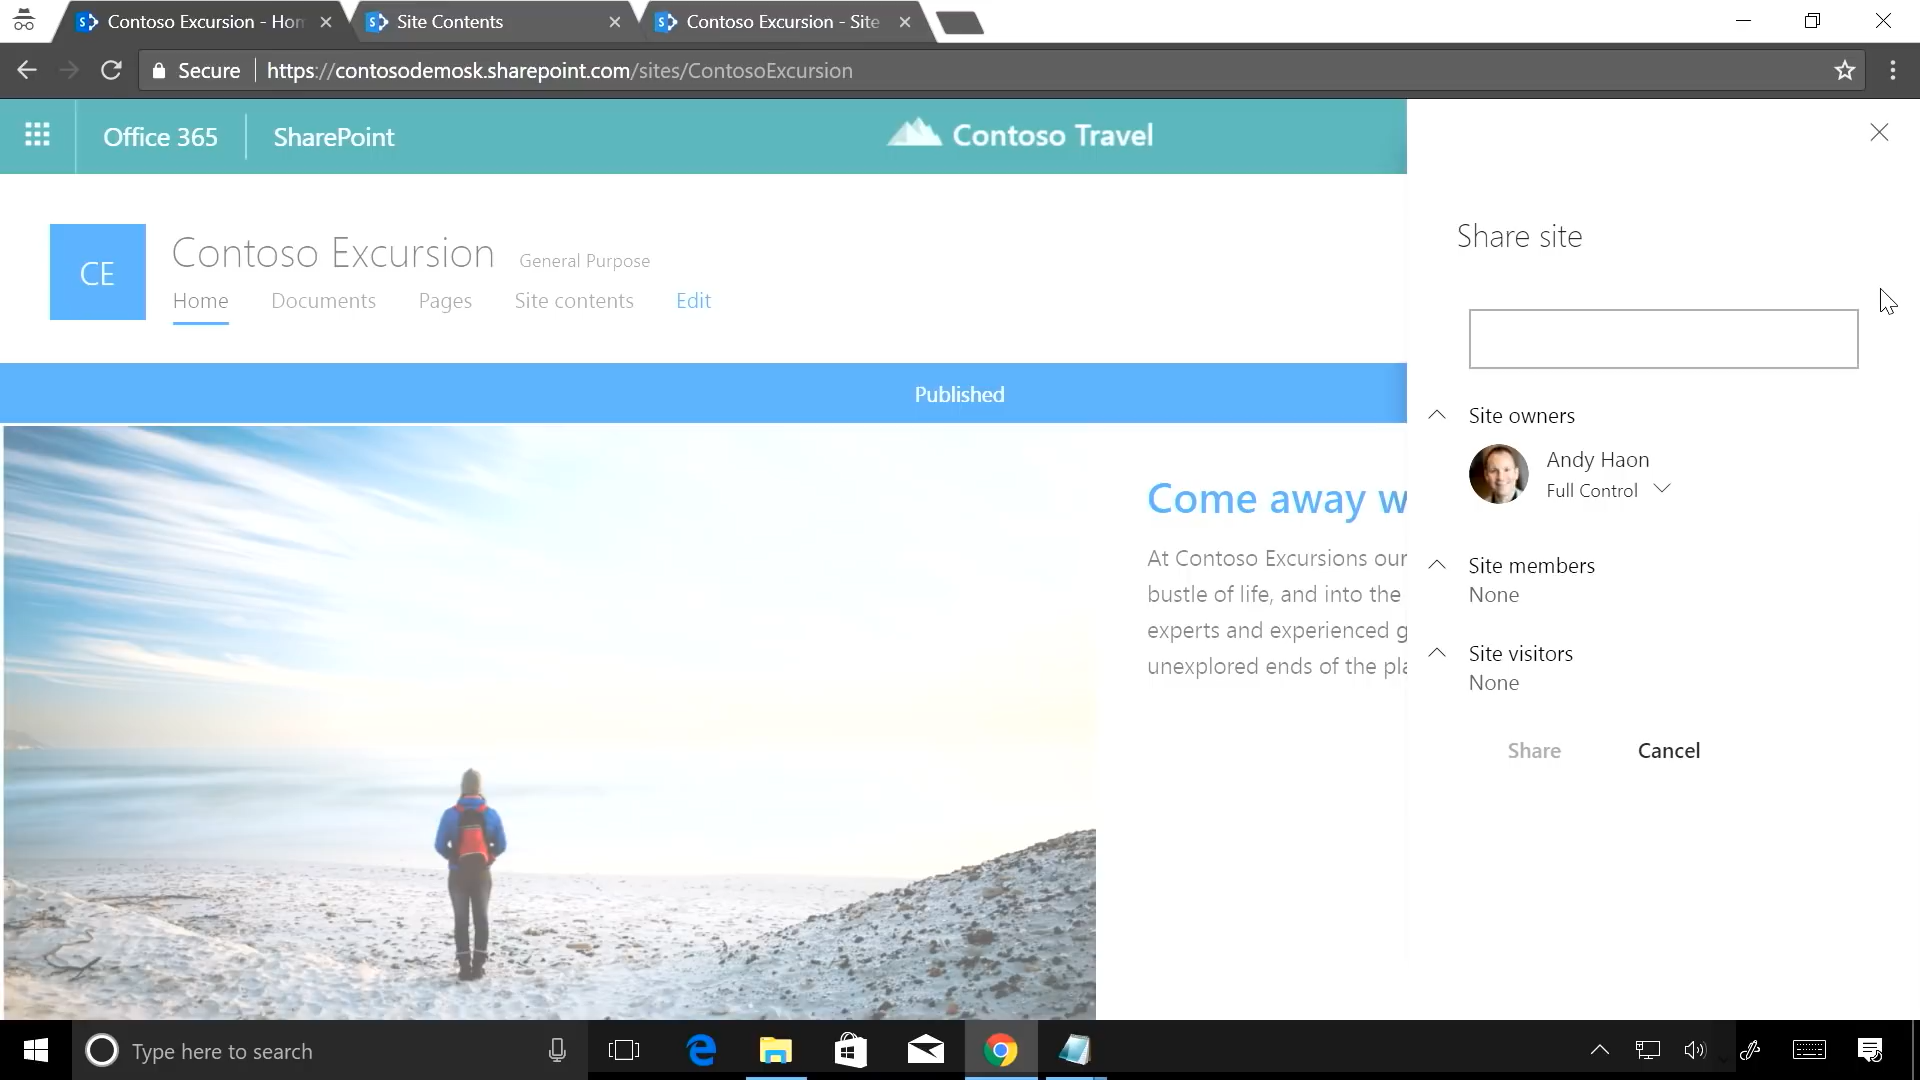 Contoso Excursion - Hom
Site Contents
Contoso Excursion - Site
Secure
https://contosodemosk.sharepoint.com/sites/ContosoExcursion
Office 365
SharePoint
Contoso Travel
Share site
CE
Contoso Excursion
General Purpose
Home
Documents
Pages
Site contents
Edit
Published
Site owners
Andy Haon
Full Control
Come away w
At Contoso Excursions our
bustle of life, and into the
experts and experienced g
unexplored ends of the pla
Site members
None
Site visitors
None
Share
Cancel
Type here to search